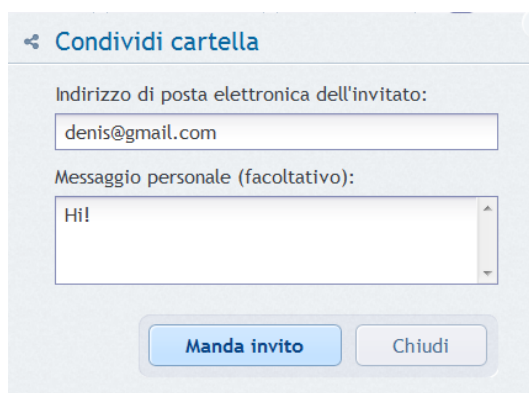 Condividi cartella
Indirizzo di posta elettronica dell'invitato:
denis@gmail.com
Messaggio personale (facoltativo):
Hi!
Manda invito
Chiudi